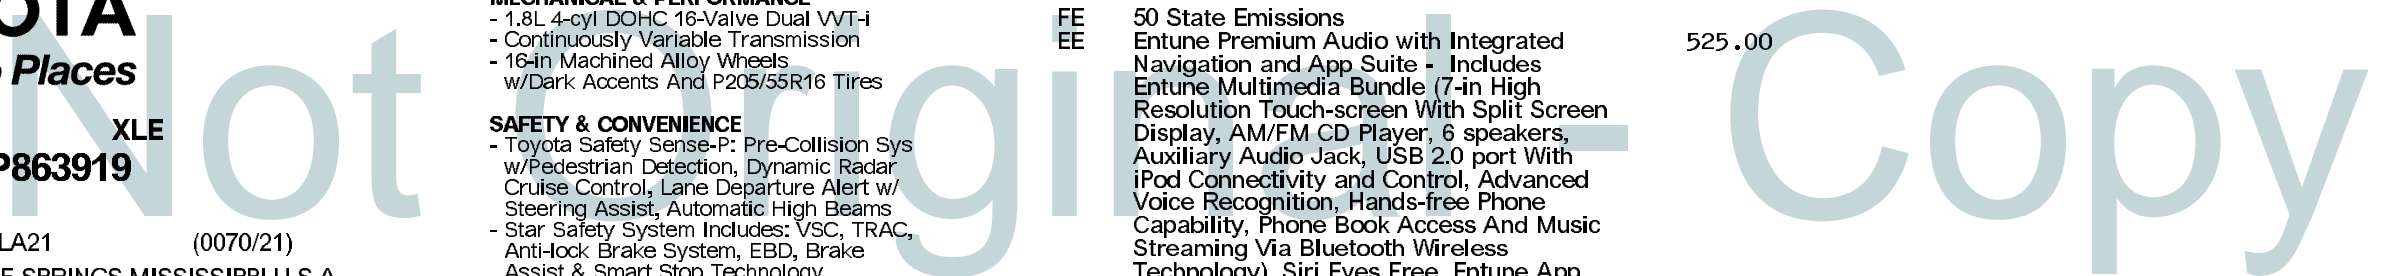 OTA
Places
XLE
P863919
LA21 (0070/21)
SPRINGS MISSISSIPPI U.S.A.
MECHANICAL & PERFORMANCE
- 1.8L 4-cyl DOHC 16-Valve Dual VVT-i
- Continuously Variable Transmission
- 16-in Machined Alloy Wheels
w/Dark Accents And P205/55R16 Tires
SAFETY & CONVENIENCE
- Toyota Safety Sense-P: Pre-Collision Sys
w/Pedestrian Detection, Dynamic Radar
Cruise Control, Lane Departure Alert w/
Steering Assist, Automatic High Beams
- Star Safety System Includes: VSC, TRAC,
Anti-lock Brake System, EBD, Brake
Assist & Smart Stop Technology
FE 50 State Emissions
EE Entune Premium Audio with Integrated 525.00
Navigation and App Suite - Includes
Entune Multimedia Bundle (7-in High
Resolution Touch-screen With Split Screen
Display, AM/FM CD Player, 6 speakers,
Auxiliary Audio Jack, USB 2.0 port With
iPod Connectivity and Control, Advanced
Voice Recognition, Hands-free Phone
Capability, Phone Book Access And Music
Streaming Via Bluetooth Wireless
Technology), Siri Eyes Free, Entune App
Not Original - Copy